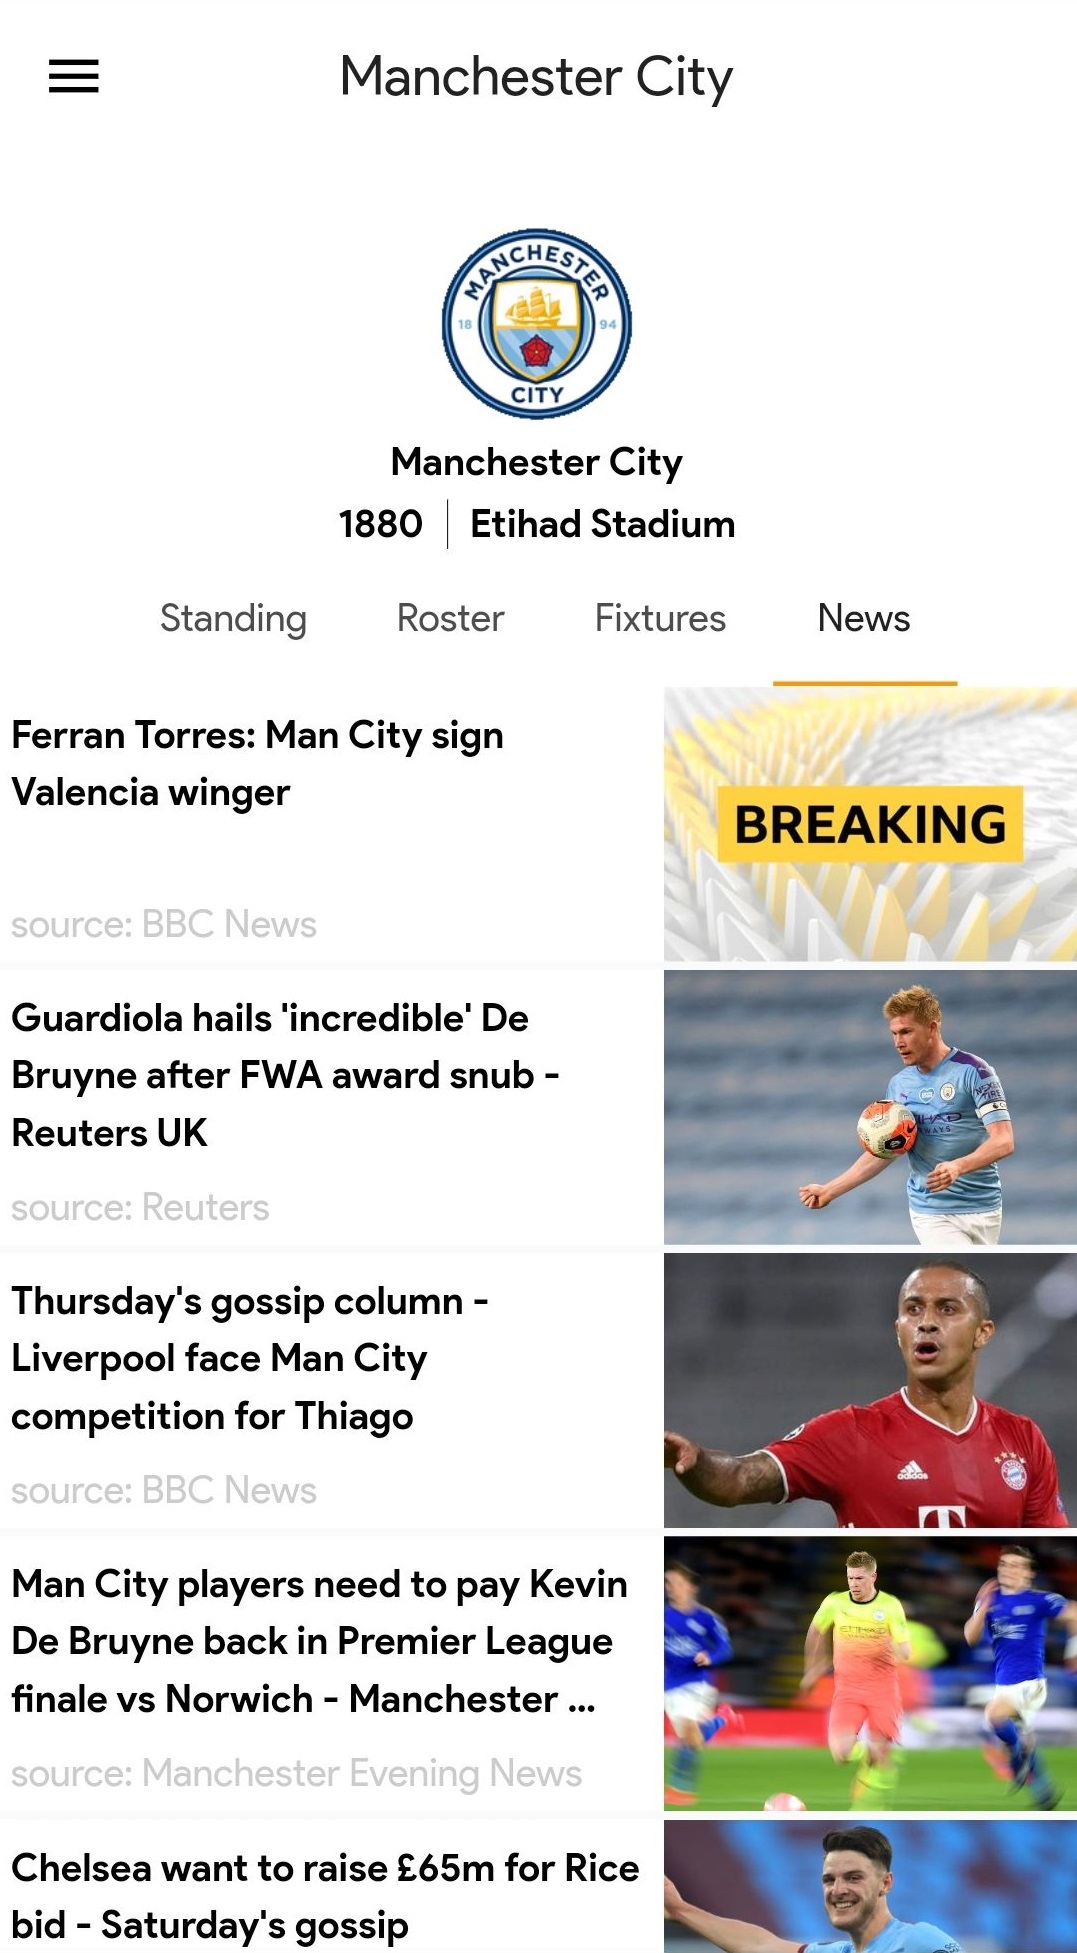 Manchester City
MANCHESTER
18 94
CITY
Manchester City
1880 Etihad Stadium
Standing Roster Fixtures News
Ferran Torres: Man City sign
Valencia winger
source: BBC News
BREAKING
Guardiola hails 'incredible' De
Bruyne after FWA award snub -
Reuters UK
source: Reuters
Thursday's gossip column -
Liverpool face Man City
competition for Thiago
source: BBC News
adidas
T
Man City players need to pay Kevin
De Bruyne back in Premier League
finale vs Norwich - Manchester ...
source: Manchester Evening News
Chelsea want to raise £65m for Rice
bid - Saturday's gossip